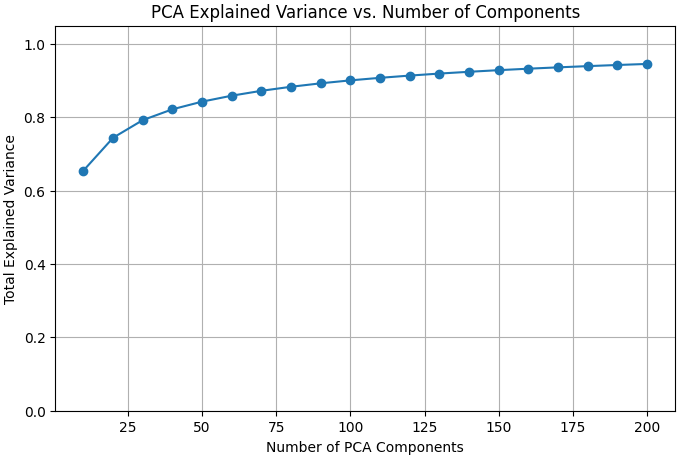 PCA Explained Variance vs. Number of Components
1.0
0.8
0.6
0.4
0.2
0.0
Total Explained Variance
25 50 75 100 125 150 175 200
Number of PCA Components